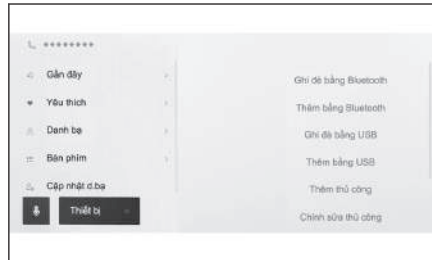 ********
Gần đây
Yêu thích
Danh bạ
Bàn phím
Cập nhật d.bạ
Thiết bị
Ghi đè bằng Bluetooth
Thêm bằng Bluetooth
Ghi đè bằng USB
Thêm bằng USB
Thêm thủ công
Chỉnh sửa thủ công